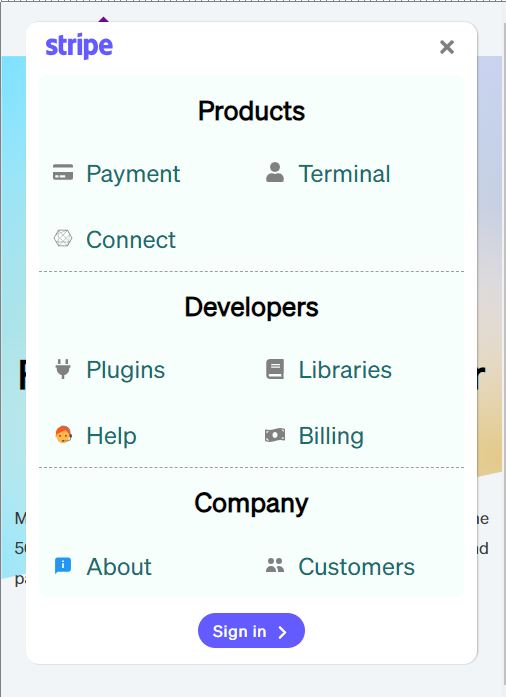 stripe
Products
Payment
Terminal
Connect
Developers
Plugins
Libraries
Help
Billing
Company
About
Customers
Sign in